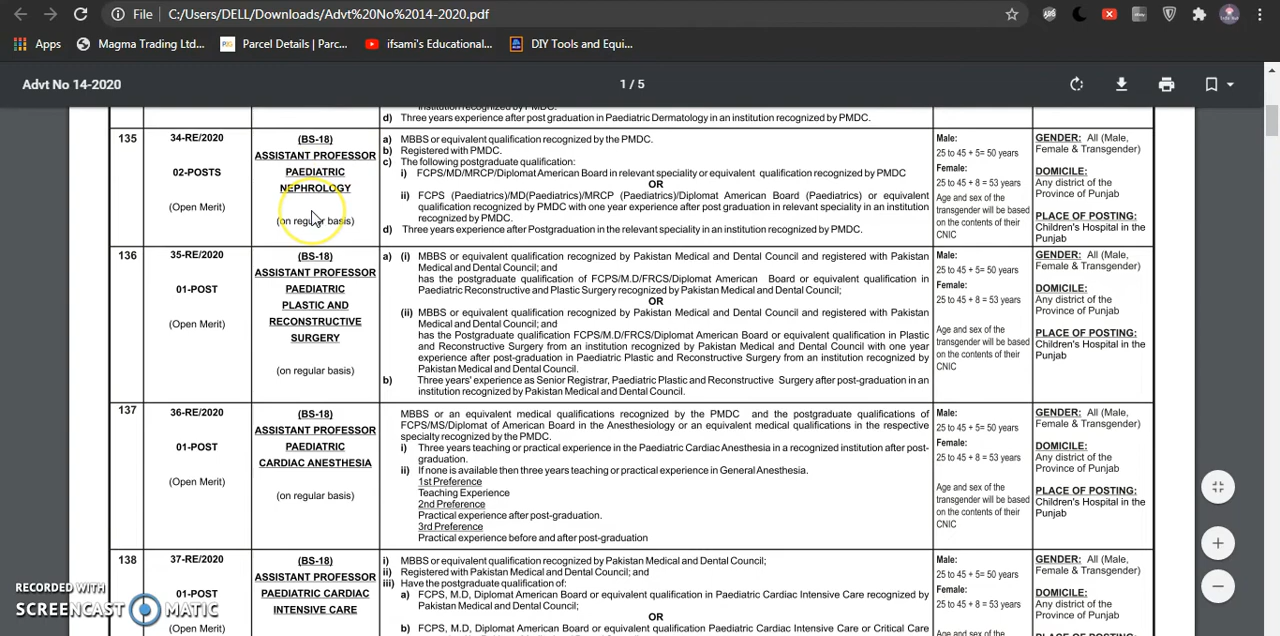 File C:/Users/DELL/Downloads/Advt%20No%2014-2020.pdf
Apps Magma Trading Ltd... Parcel Details | Parc... ifsami's Educational... DIY Tools and Equi...
Advt No 14-2020 1 / 5
d) Three years experience after post graduation in Paediatric Dermatology in an institution recognized by PMDC.
135
34-RE/2020
02-POSTS
(Open Merit)
(BS-18)
ASSISTANT PROFESSOR
PAEDIATRIC
NEPHROLOGY
(on regular basis)
a) MBBS or equivalent qualification recognized by the PMDC.
b) Registered with PMDC.
c) The following postgraduate qualification:
i) FCPS/MD/MRCP/Diplomat American Board in relevant speciality or equivalent qualification recognized by PMDC
OR
ii) FCPS (Paediatrics)/MD(Paediatrics)/MRCP (Paediatrics)/Diplomat American Board (Paediatrics) or equivalent
qualification recognized by PMDC with one year experience after post graduation in relevant speciality in an institution
recognized by PMDC.
d) Three years experience after Postgraduation in the relevant speciality in an institution recognized by PMDC.
Male:
25 to 45 + 5= 50 years
Female:
25 to 45 + 8 = 53 years
Age and sex of the
transgender will be based
on the contents of their
CNIC
GENDER: All (Male,
Female & Transgender)
DOMICILE:
Any district of the
Province of Punjab
PLACE OF POSTING:
Children's Hospital in the
Punjab
136
35-RE/2020
01-POST
(Open Merit)
(BS-18)
ASSISTANT PROFESSOR
PAEDIATRIC
PLASTIC AND
RECONSTRUCTIVE
SURGERY
(on regular basis)
a) (i) MBBS or equivalent qualification recognized by Pakistan Medical and Dental Council and registered with Pakistan
Medical and Dental Council; and
has the postgraduate qualification of FCPS/M.D/FRCS/Diplomat American Board or equivalent qualification in
Paediatric Reconstructive and Plastic Surgery recognized by Pakistan Medical and Dental Council;
OR
(ii) MBBS or equivalent qualification recognized by Pakistan Medical and Dental Council and registered with Pakistan
Medical and Dental Council; and
has the Postgraduate qualification FCPS/M.D/FRCS/Diplomat American Board or equivalent qualification in Plastic
and Reconstructive Surgery from an institution recognized by Pakistan Medical and Dental Council with one year
experience after post-graduation in Paediatric Plastic and Reconstructive Surgery from an institution recognized by
Pakistan Medical and Dental Council.
b) Three years' experience as Senior Registrar, Paediatric Plastic and Reconstructive Surgery after post-graduation in an
institution recognized by Pakistan Medical and Dental Council.
Male:
25 to 45 + 5= 50 years
Female:
25 to 45 + 8 = 53 years
Age and sex of the
transgender will be based
on the contents of their
CNIC
GENDER: All (Male,
Female & Transgender)
DOMICILE:
Any district of the
Province of Punjab
PLACE OF POSTING:
Children's Hospital in the
Punjab
137
36-RE/2020
01-POST
(Open Merit)
(BS-18)
ASSISTANT PROFESSOR
PAEDIATRIC
CARDIAC ANESTHESIA
(on regular basis)
MBBS or an equivalent medical qualifications recognized by the PMDC and the postgraduate qualifications of
FCPS/MS/Diplomat of American Board in the Anesthesiology or an equivalent medical qualifications in the respective
specialty recognized by the PMDC.
i) Three years teaching or practical experience in the Paediatric Cardiac Anesthesia in a recognized institution after post-
graduation.
ii) If none is available then three years teaching or practical experience in General Anesthesia.
1st Preference
Teaching Experience
2nd Preference
Practical experience after post-graduation.
3rd Preference
Practical experience before and after post-graduation
Male:
25 to 45 + 5= 50 years
Female:
25 to 45 + 8 = 53 years
Age and sex of the
transgender will be based
on the contents of their
CNIC
GENDER: All (Male,
Female & Transgender)
DOMICILE:
Any district of the
Province of Punjab
PLACE OF POSTING:
Children's Hospital in the
Punjab
138
37-RE/2020
01-POST
(Open Merit)
(BS-18)
ASSISTANT PROFESSOR
PAEDIATRIC CARDIAC
INTENSIVE CARE
i) MBBS or equivalent qualification recognized by Pakistan Medical and Dental Council;
ii) Registered with Pakistan Medical and Dental Council; and
iii) Have the postgraduate qualification of:
a) FCPS, M.D, Diplomat American Board or equivalent qualification in Paediatric Cardiac Intensive Care recognized by
Pakistan Medical and Dental Council;
OR
b) FCPS, M.D, Diplomat American Board or equivalent qualification Paediatric Cardiac Intensive Care or Critical Care
Male:
25 to 45 + 5= 50 years
Female:
25 to 45 + 8 = 53 years
Age and sex of the
GENDER: All (Male,
Female & Transgender)
DOMICILE:
Any district of the
Province of Punjab
RECORDED WITH
SCREENCAST MATIC